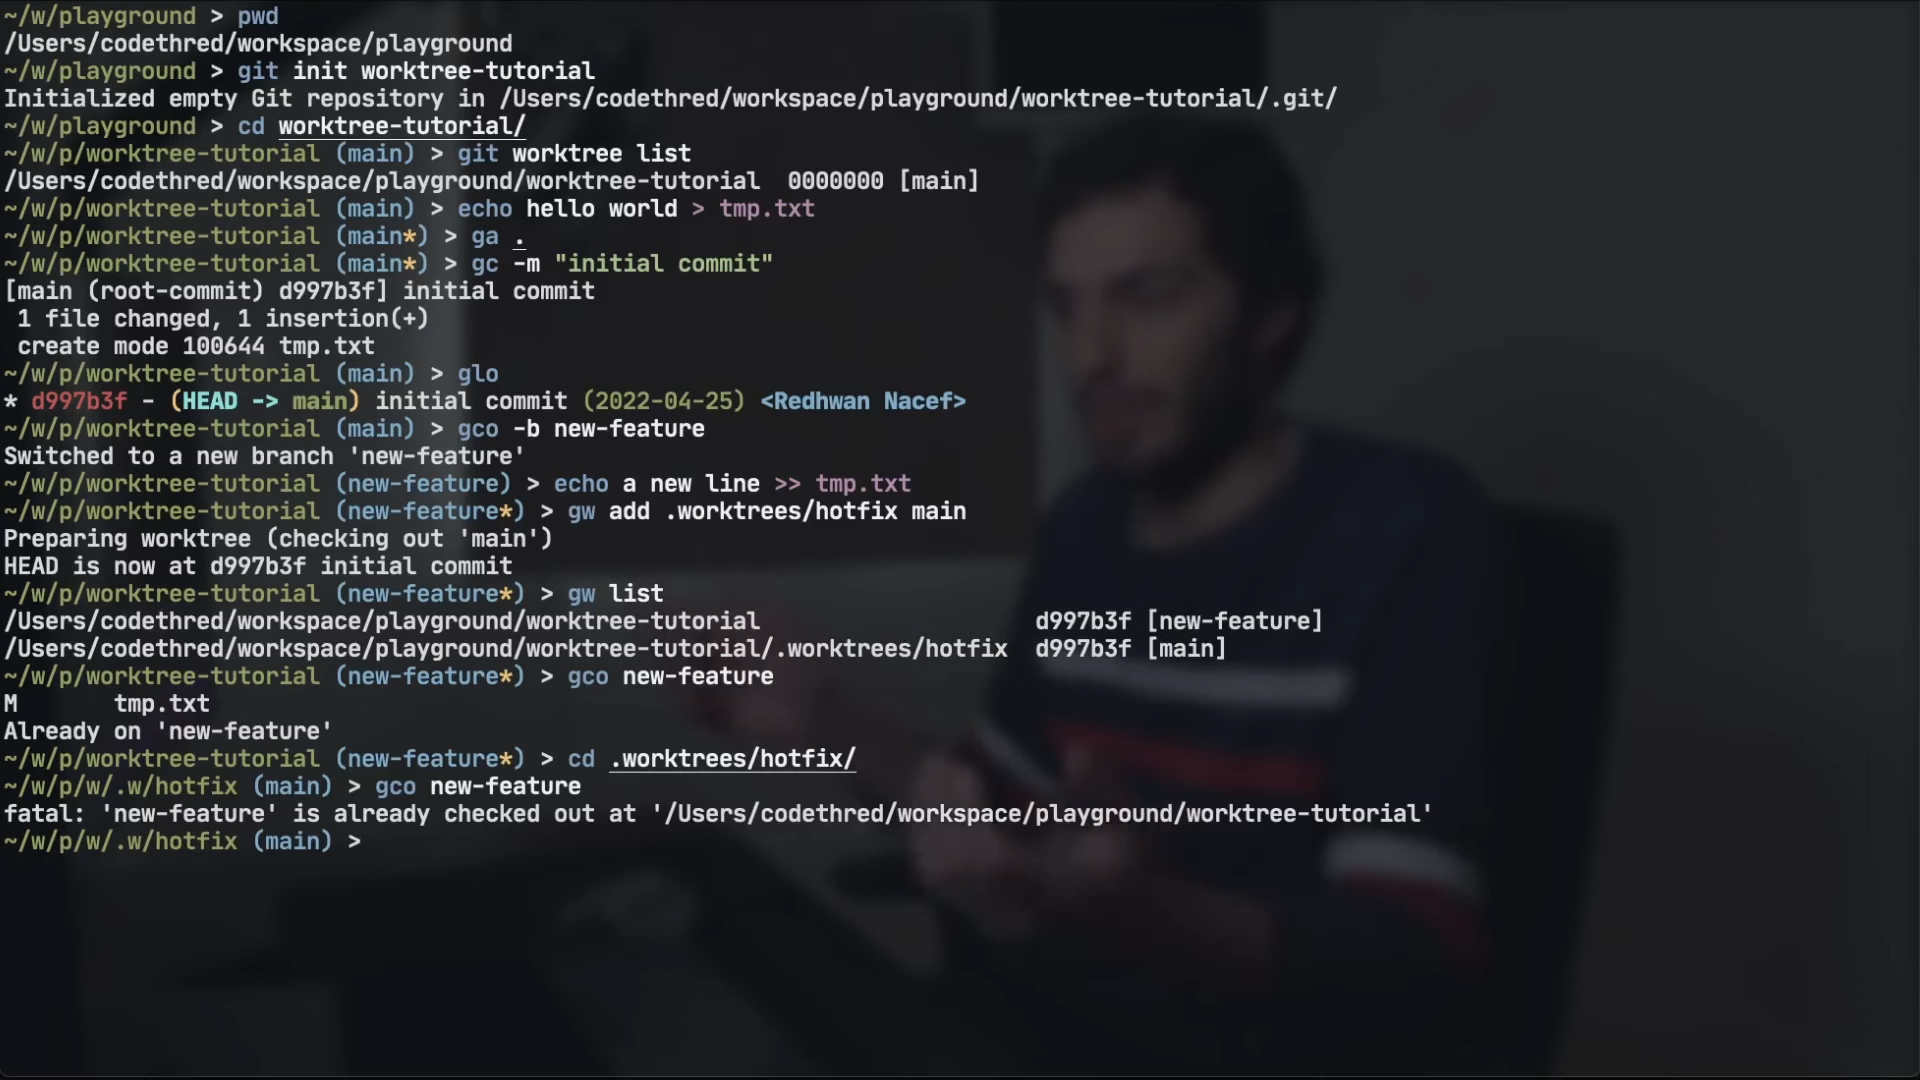 ~/w/playground > pwd
/Users/codethred/workspace/playground
~/w/playground > git init worktree-tutorial
Initialized empty Git repository in /Users/codethred/workspace/playground/worktree-tutorial/.git/
~/w/playground > cd worktree-tutorial/
~/w/p/worktree-tutorial (main) > git worktree list
/Users/codethred/workspace/playground/worktree-tutorial  0000000 [main]
~/w/p/worktree-tutorial (main) > echo hello world > tmp.txt
~/w/p/worktree-tutorial (main*) > ga .
~/w/p/worktree-tutorial (main*) > gc -m "initial commit"
[main (root-commit) d997b3f] initial commit
 1 file changed, 1 insertion(+)
 create mode 100644 tmp.txt
~/w/p/worktree-tutorial (main) > glo
* d997b3f - (HEAD -> main) initial commit (2022-04-25) <Redhwan Nacef>
~/w/p/worktree-tutorial (main) > gco -b new-feature
Switched to a new branch 'new-feature'
~/w/p/worktree-tutorial (new-feature) > echo a new line >> tmp.txt
~/w/p/worktree-tutorial (new-feature*) > gw add .worktrees/hotfix main
Preparing worktree (checking out 'main')
HEAD is now at d997b3f initial commit
~/w/p/worktree-tutorial (new-feature*) > gw list
/Users/codethred/workspace/playground/worktree-tutorial                    d997b3f [new-feature]
/Users/codethred/workspace/playground/worktree-tutorial/.worktrees/hotfix  d997b3f [main]
~/w/p/worktree-tutorial (new-feature*) > gco new-feature
M       tmp.txt
Already on 'new-feature'
~/w/p/worktree-tutorial (new-feature*) > cd .worktrees/hotfix/
~/w/p/w/.w/hotfix (main) > gco new-feature
fatal: 'new-feature' is already checked out at '/Users/codethred/workspace/playground/worktree-tutorial'
~/w/p/w/.w/hotfix (main) >